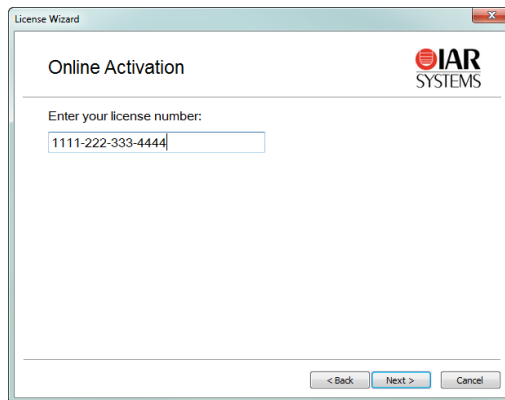 License Wizard
Online Activation
IAR
SYSTEMS
Enter your license number:
1111-222-333-4444
< Back Next > Cancel